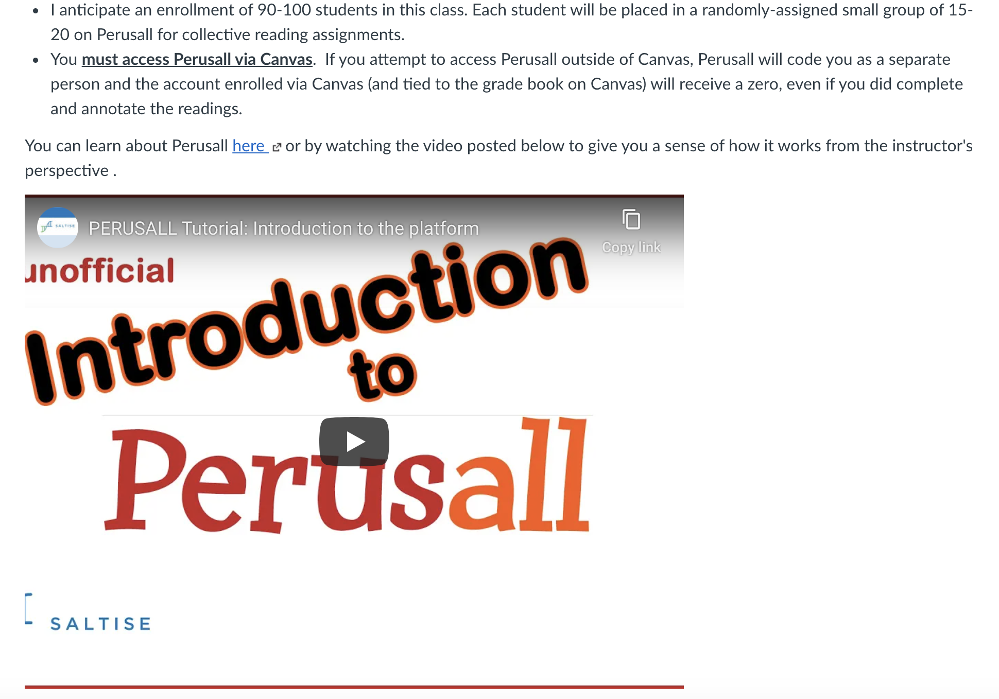 • I anticipate an enrollment of 90-100 students in this class. Each student will be placed in a randomly-assigned small group of 15-
20 on Perusall for collective reading assignments.
• You must access Perusall via Canvas.  If you attempt to access Perusall outside of Canvas, Perusall will code you as a separate
person and the account enrolled via Canvas (and tied to the grade book on Canvas) will receive a zero, even if you did complete
and annotate the readings.
You can learn about Perusall here or by watching the video posted below to give you a sense of how it works from the instructor's
perspective .
SALTISE
PERUSALL Tutorial: Introduction to the platform
Copy link
unofficial
Introduction
to
Perusall
SALTISE